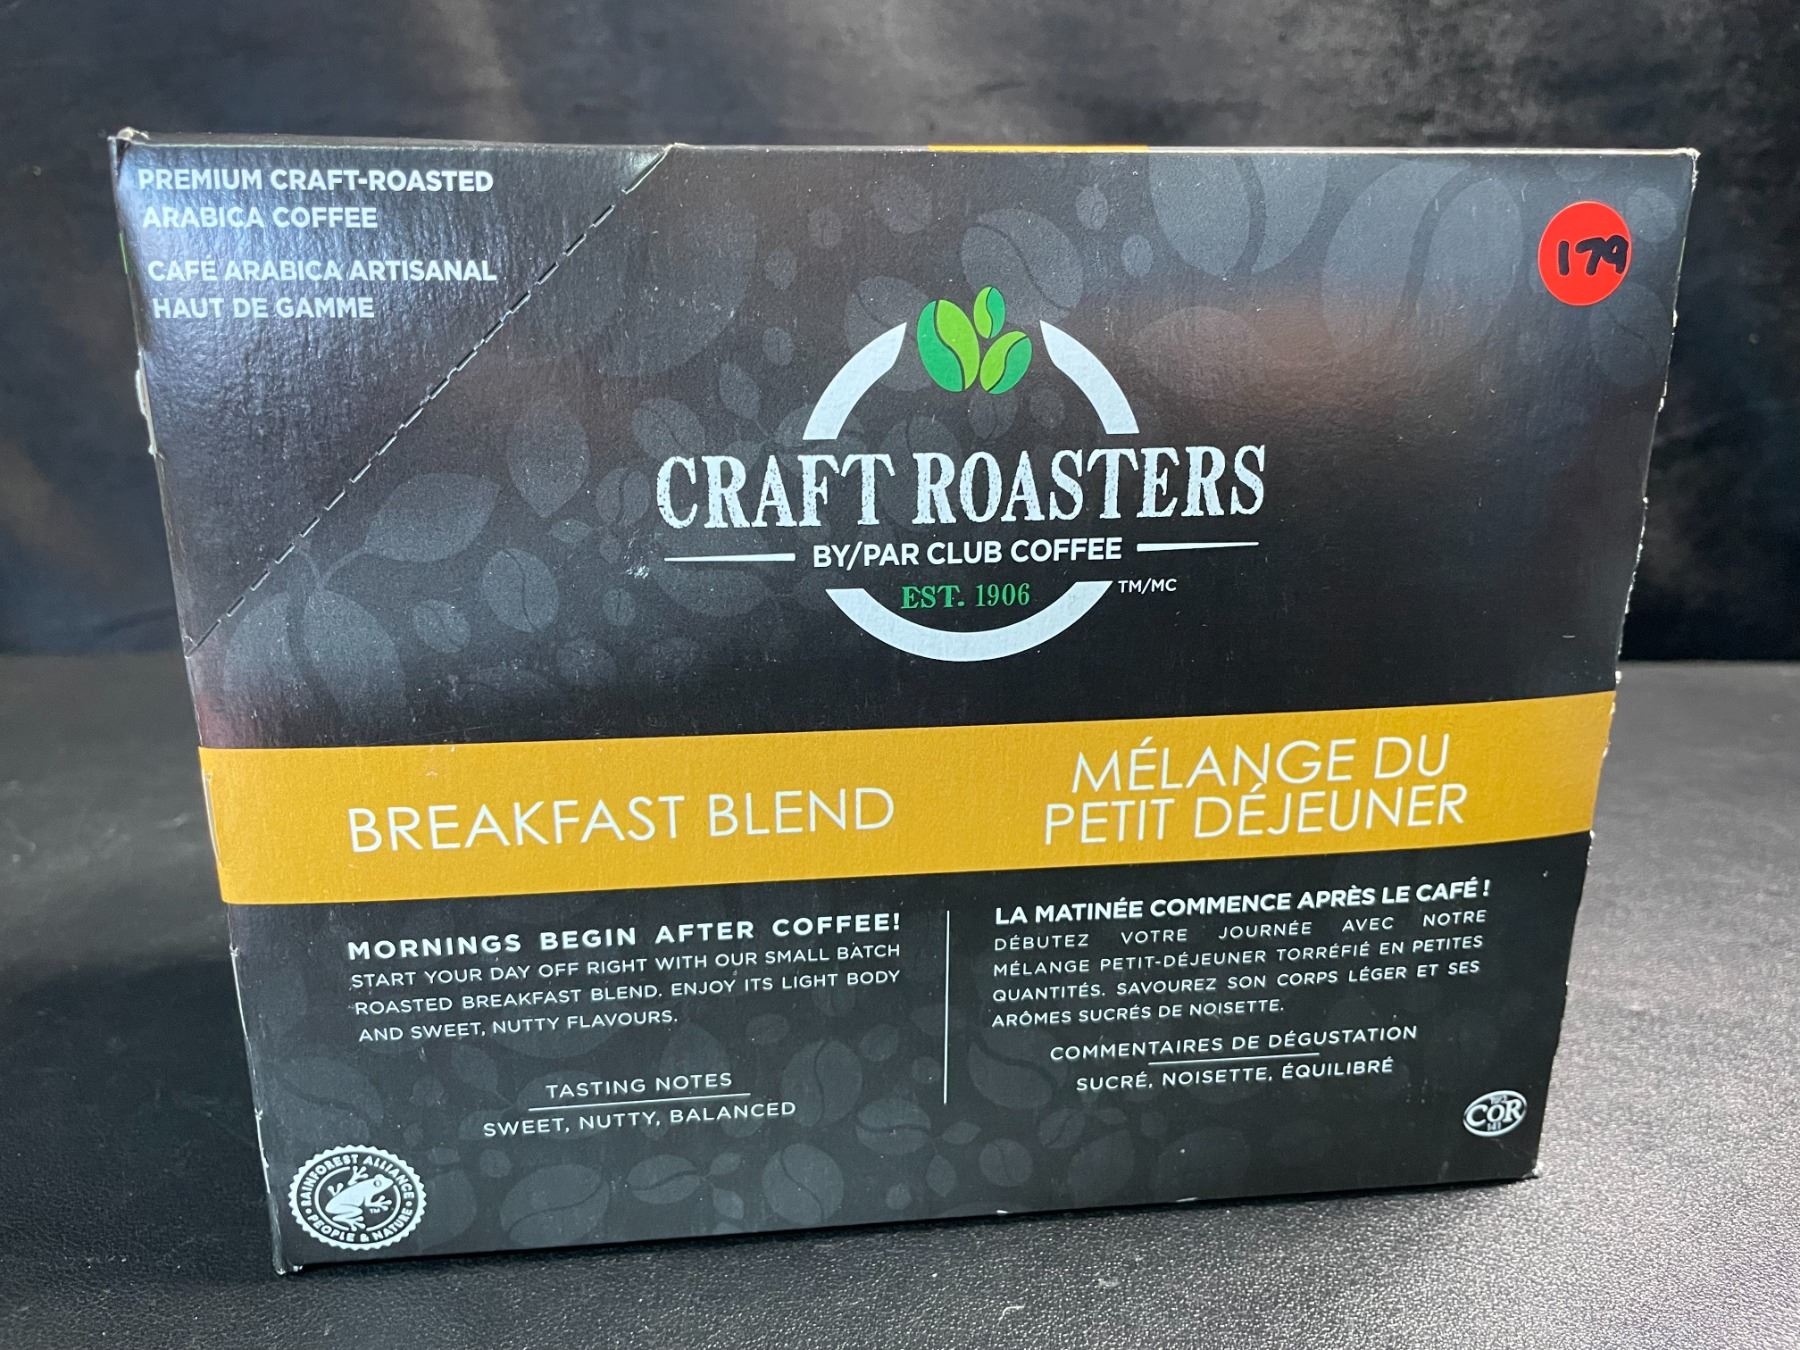 PREMIUM CRAFT-ROASTED
ARABICA COFFEE
CAFÉ ARABICA ARTISANAL
HAUT DE GAMME
179
CRAFT ROASTERS
BY/PAR CLUB COFFEE
EST. 1906
TM/MC
BREAKFAST BLEND
MÉLANGE DU
PETIT DÉJEUNER
MORNINGS BEGIN AFTER COFFEE!
START YOUR DAY OFF RIGHT WITH OUR SMALL BATCH
ROASTED BREAKFAST BLEND. ENJOY ITS LIGHT BODY
AND SWEET, NUTTY FLAVOURS.
TASTING NOTES
SWEET, NUTTY, BALANCED
LA MATINÉE COMMENCE APRÈS LE CAFÉ !
DÉBUTEZ VOTRE JOURNÉE AVEC NOTRE
MÉLANGE PETIT-DÉJEUNER TORRÉFIÉ EN PETITES
QUANTITÉS. SAVOUREZ SON CORPS LÉGER ET SES
ARÔMES SUCRÉS DE NOISETTE.
COMMENTAIRES DE DÉGUSTATION
SUCRÉ, NOISETTE, ÉQUILIBRÉ
RAINFOREST ALLIANCE
PEOPLE & NATURE
TM
COR